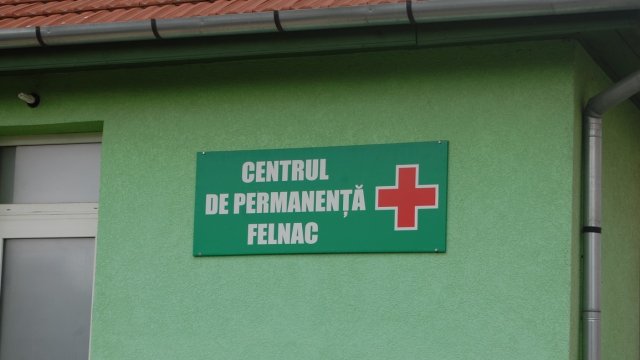 CENTRUL
DE PERMANENȚĂ
FELNAC